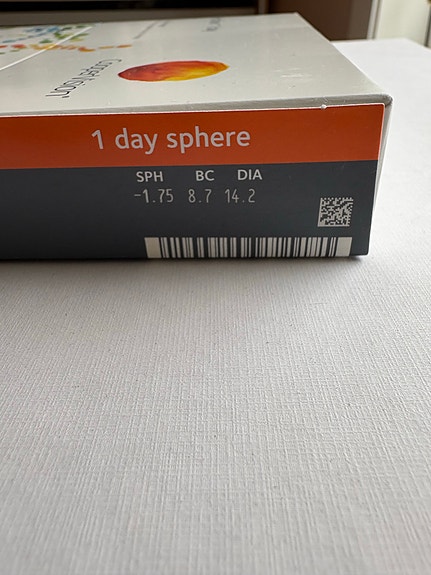 CooperVision®
1 day sphere
SPH BC DIA
-1.75 8.7 14.2